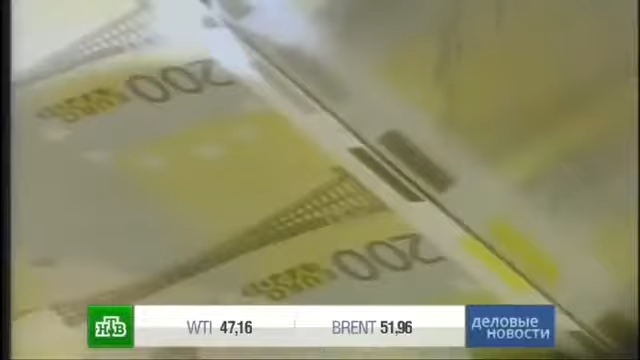 200
200
НТВ
WTI 47,16
BRENT 51,96
деловые
новости